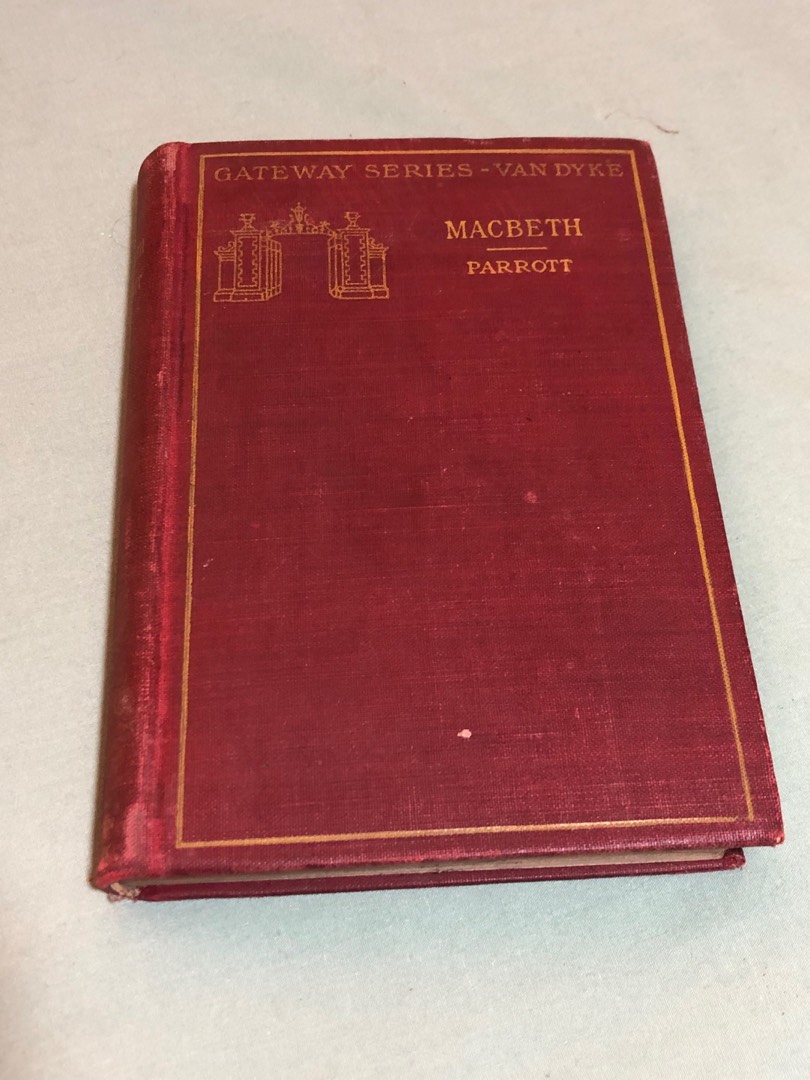 GATEWAY SERIES - VAN DYKE
MACBETH
PARROTT